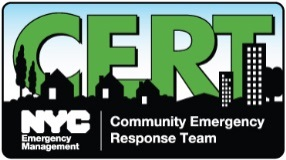 CERT
NYC
Emergency
Management
Community Emergency
Response Team